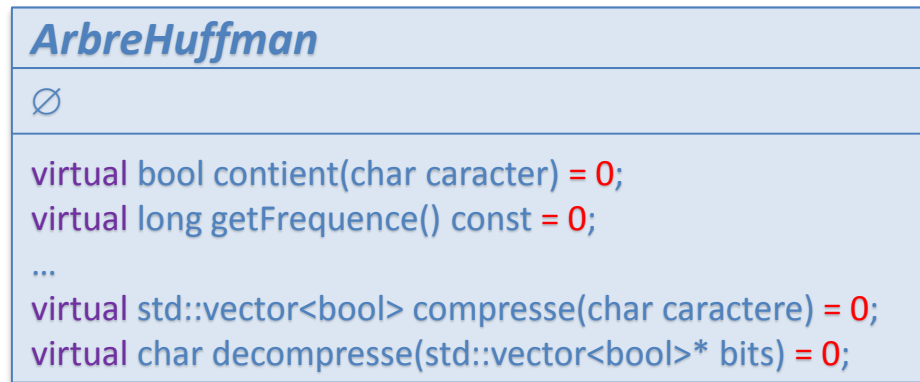 ArbreHuffman
∅
virtual bool contient(char caracter) = 0;
virtual long getFrequence() const = 0;
…
virtual std::vector<bool> compresse(char caractere) = 0;
virtual char decompresse(std::vector<bool>* bits) = 0;